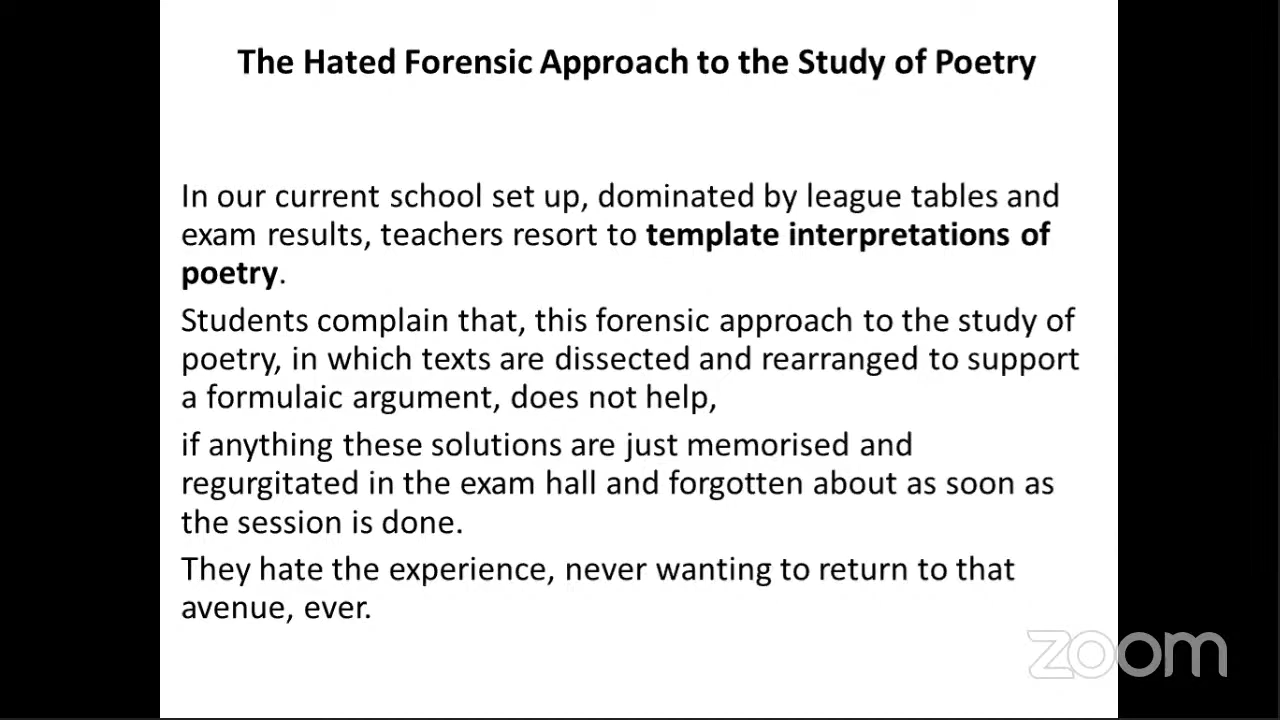 The Hated Forensic Approach to the Study of Poetry
In our current school set up, dominated by league tables and
exam results, teachers resort to template interpretations of
poetry.
Students complain that, this forensic approach to the study of
poetry, in which texts are dissected and rearranged to support
a formulaic argument, does not help,
if anything these solutions are just memorised and
regurgitated in the exam hall and forgotten about as soon as
the session is done.
They hate the experience, never wanting to return to that
avenue, ever.
zoom